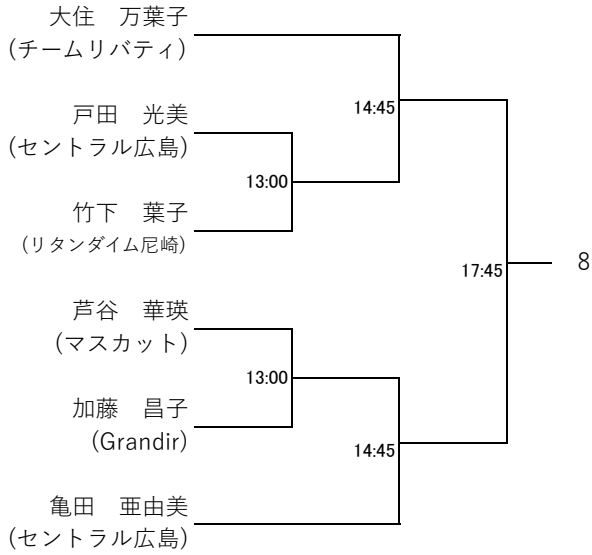 大住　万葉子
(チームリバティ)
14:45
戸田　光美
(セントラル広島)
13:00
竹下　葉子
(リタンダイム尼崎)
17:45
8
芦谷　華瑛
(マスカット)
13:00
加藤　昌子
(Grandir)
14:45
亀田　亜由美
(セントラル広島)